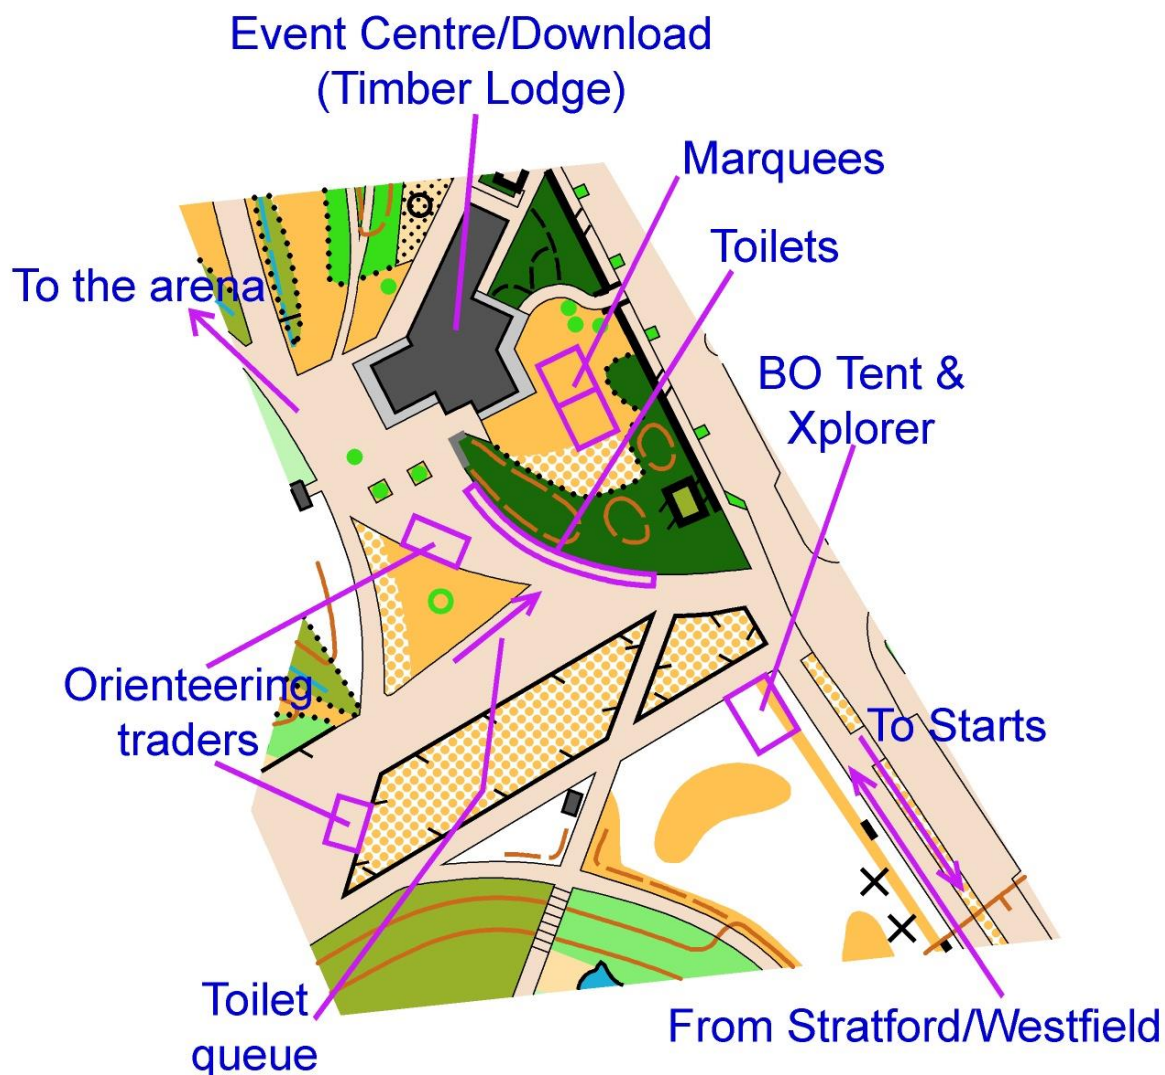 Event Centre/Download
(Timber Lodge)
Marquees
Toilets
To the arena
BO Tent &
Xplorer
Orienteering
traders
To Starts
Toilet
queue
From Stratford/Westfield